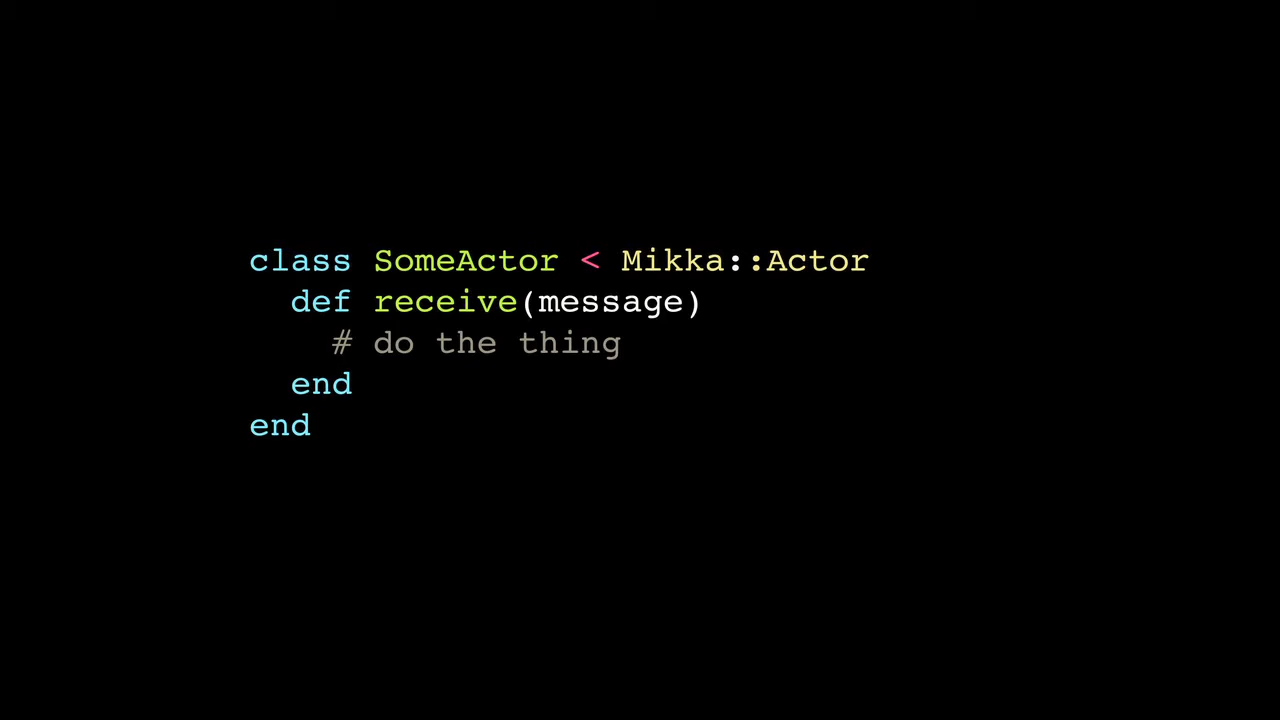 class SomeActor < Mikka::Actor
  def receive(message)
    # do the thing
  end
end